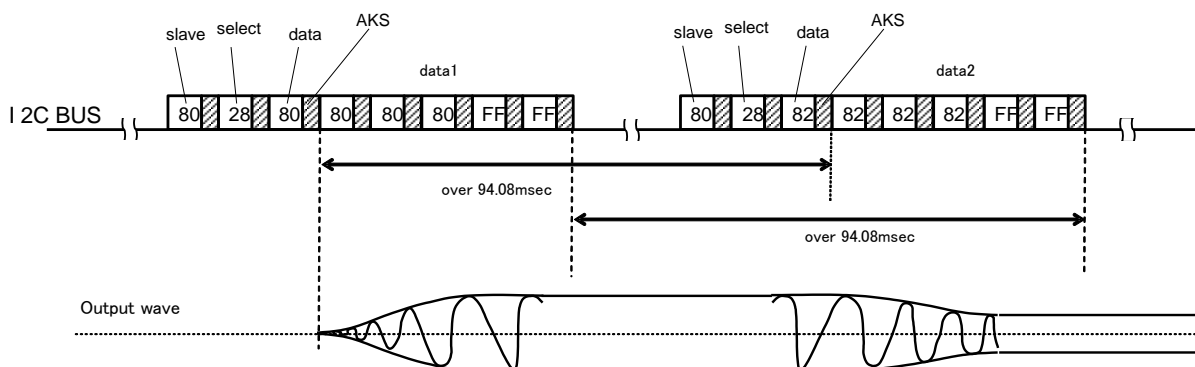 slave select data AKS
slave select data AKS
data1 data2
I 2C BUS 80 28 80 80 80 80 FF FF 80 28 82 82 82 82 FF FF
over 94.08msec
over 94.08msec
Output wave